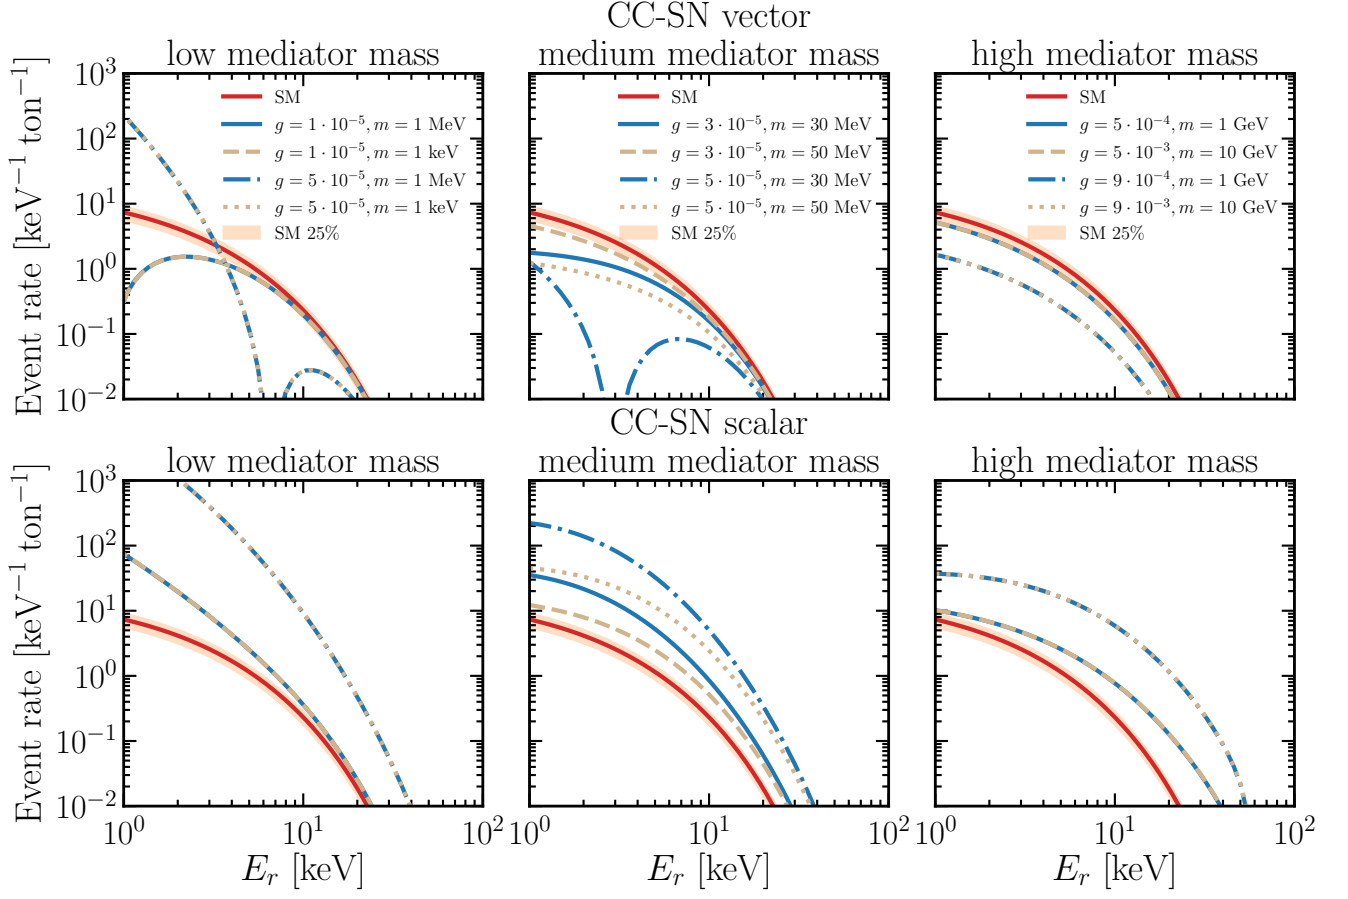 CC-SN vector
low mediator mass
medium mediator mass
high mediator mass
Event rate [keV⁻¹ ton⁻¹]
10³
10²
10¹
10⁰
10⁻¹
10⁻²
SM
g = 1 · 10⁻⁵, m = 1 MeV
g = 1 · 10⁻⁵, m = 1 keV
g = 5 · 10⁻⁵, m = 1 MeV
g = 5 · 10⁻⁵, m = 1 keV
SM 25%
SM
g = 3 · 10⁻⁵, m = 30 MeV
g = 3 · 10⁻⁵, m = 50 MeV
g = 5 · 10⁻⁵, m = 30 MeV
g = 5 · 10⁻⁵, m = 50 MeV
SM 25%
SM
g = 5 · 10⁻⁴, m = 1 GeV
g = 5 · 10⁻³, m = 10 GeV
g = 9 · 10⁻⁴, m = 1 GeV
g = 9 · 10⁻³, m = 10 GeV
SM 25%
CC-SN scalar
low mediator mass
medium mediator mass
high mediator mass
Event rate [keV⁻¹ ton⁻¹]
10³
10²
10¹
10⁰
10⁻¹
10⁻²
10⁰ 10¹ 10²
10⁰ 10¹ 10²
10⁰ 10¹ 10²
Eᵣ [keV]
Eᵣ [keV]
Eᵣ [keV]